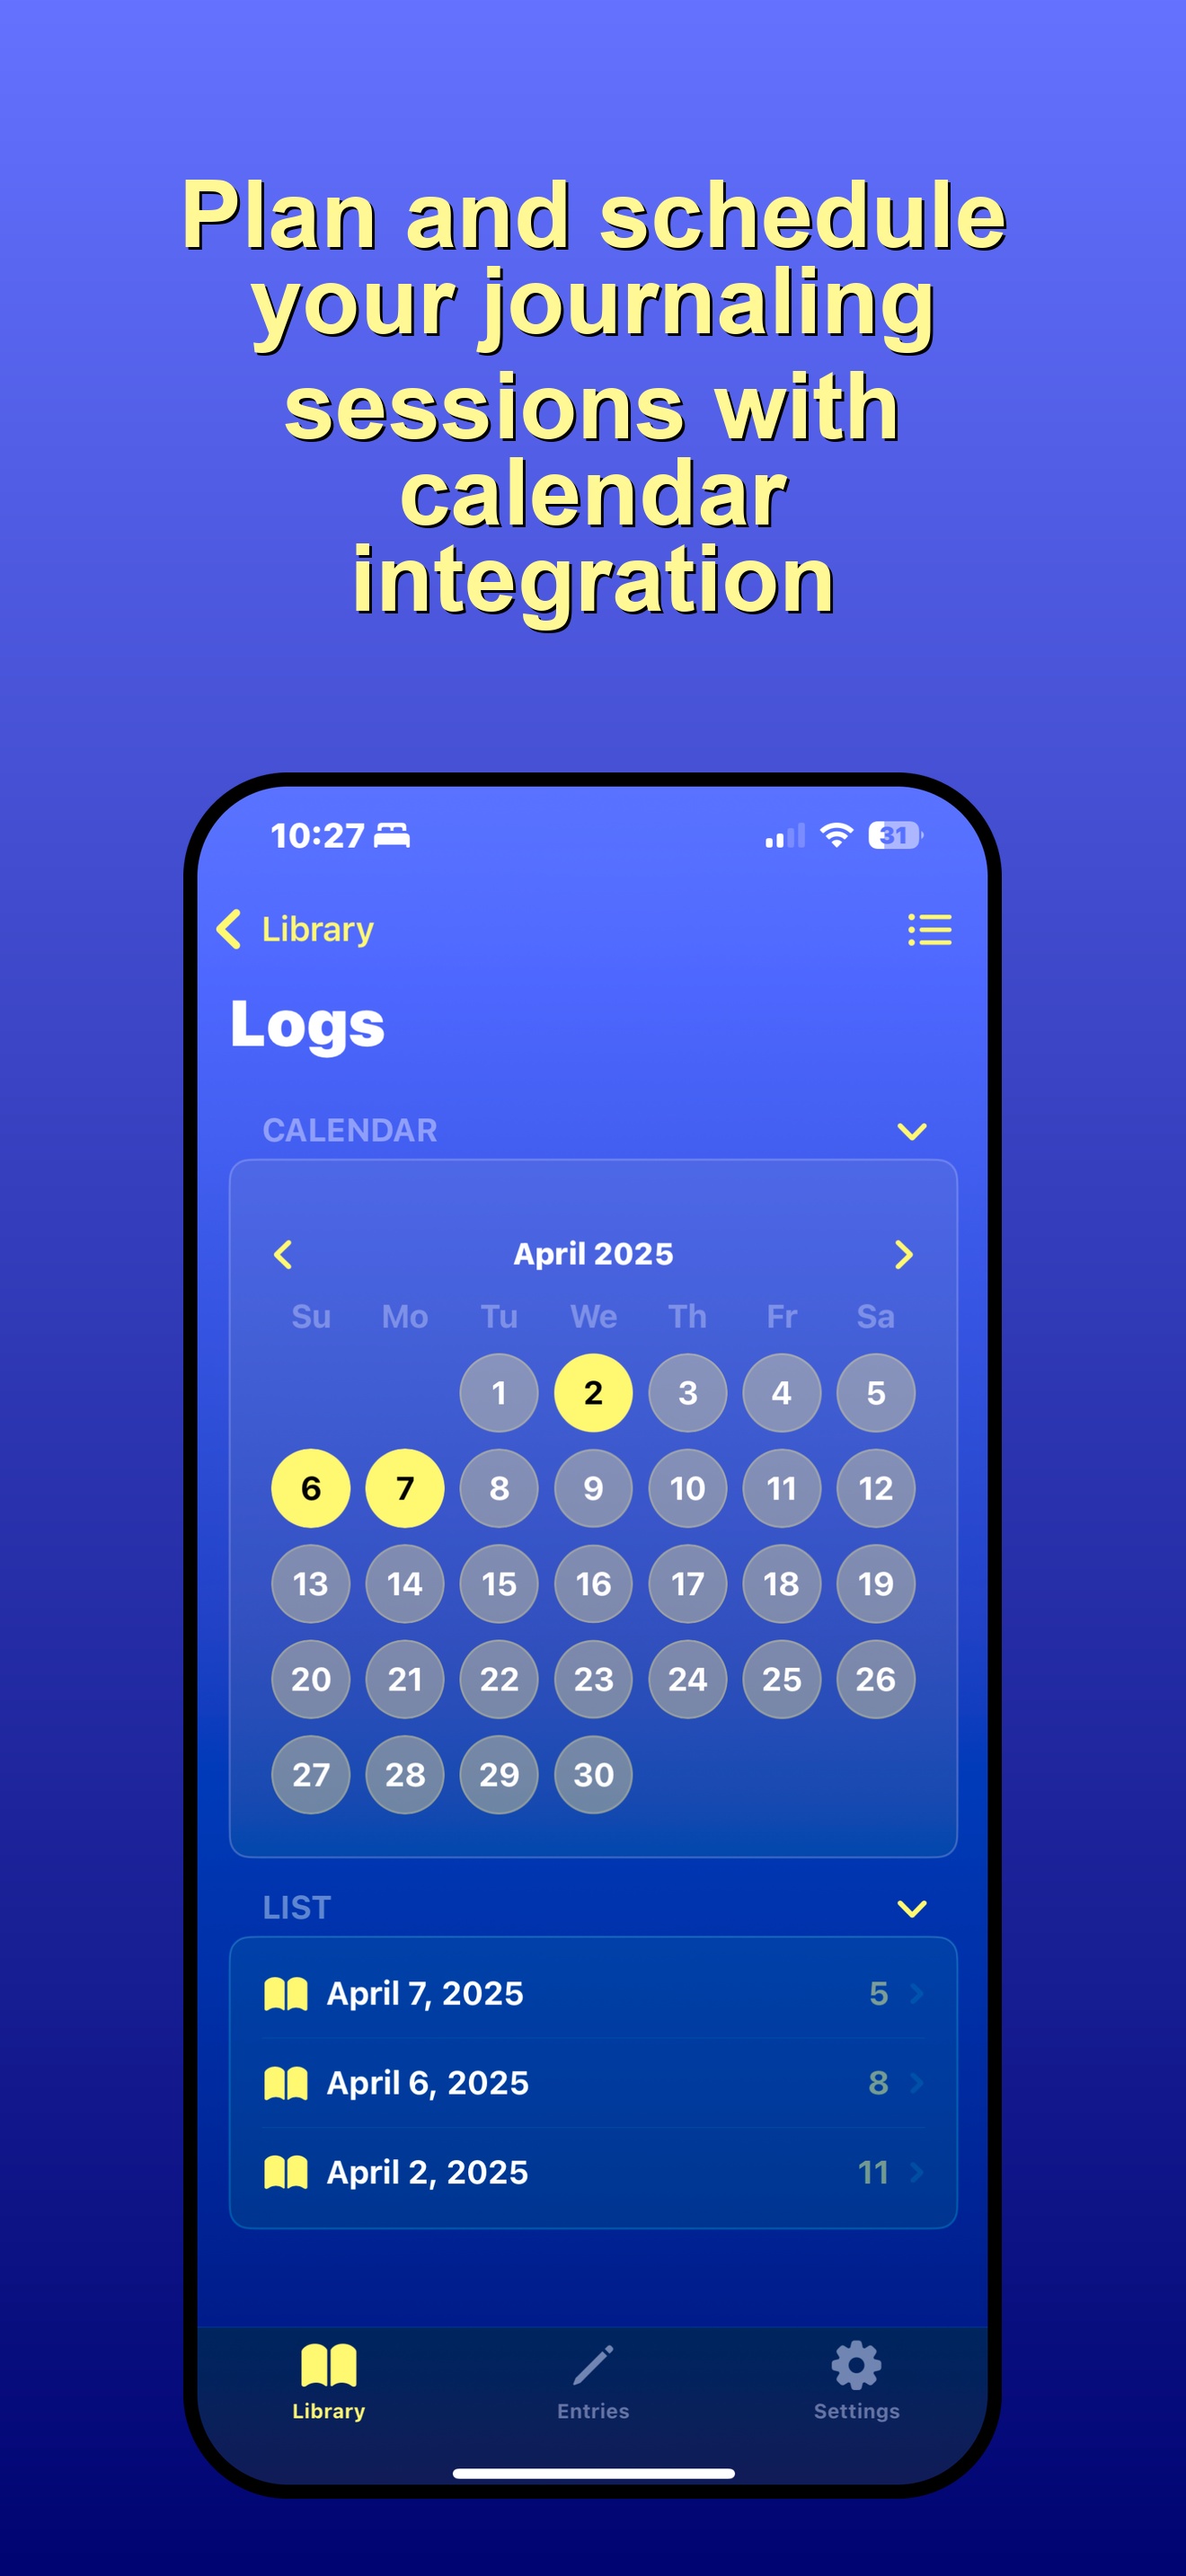 Plan and schedule
your journaling
sessions with
calendar
integration
10:27 31
Library
Logs
CALENDAR
April 2025
Su Mo Tu We Th Fr Sa
1 2 3 4 5
6 7 8 9 10 11 12
13 14 15 16 17 18 19
20 21 22 23 24 25 26
27 28 29 30
LIST
April 7, 2025 5
April 6, 2025 8
April 2, 2025 11
Library Entries Settings